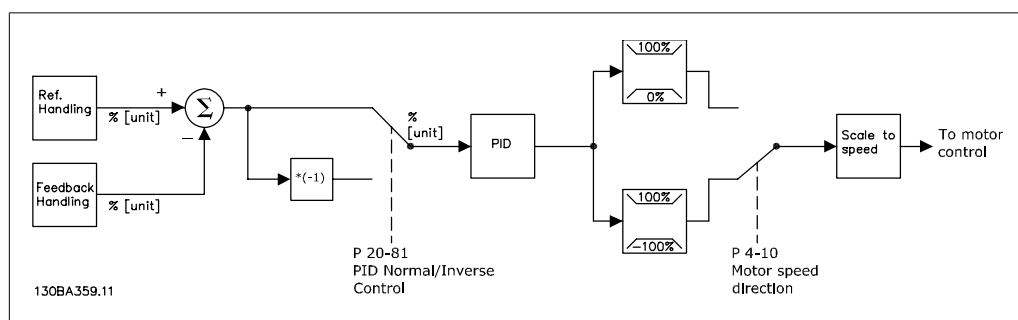 Ref.
Handling
+
% [unit]
Σ
−
Feedback
Handling
% [unit]
*(-1)
%
[unit]
PID
100%
0%
100%
−100%
Scale to
speed
To motor
control
P 20-81
PID Normal/Inverse
Control
P 4-10
Motor speed
direction
130BA359.11